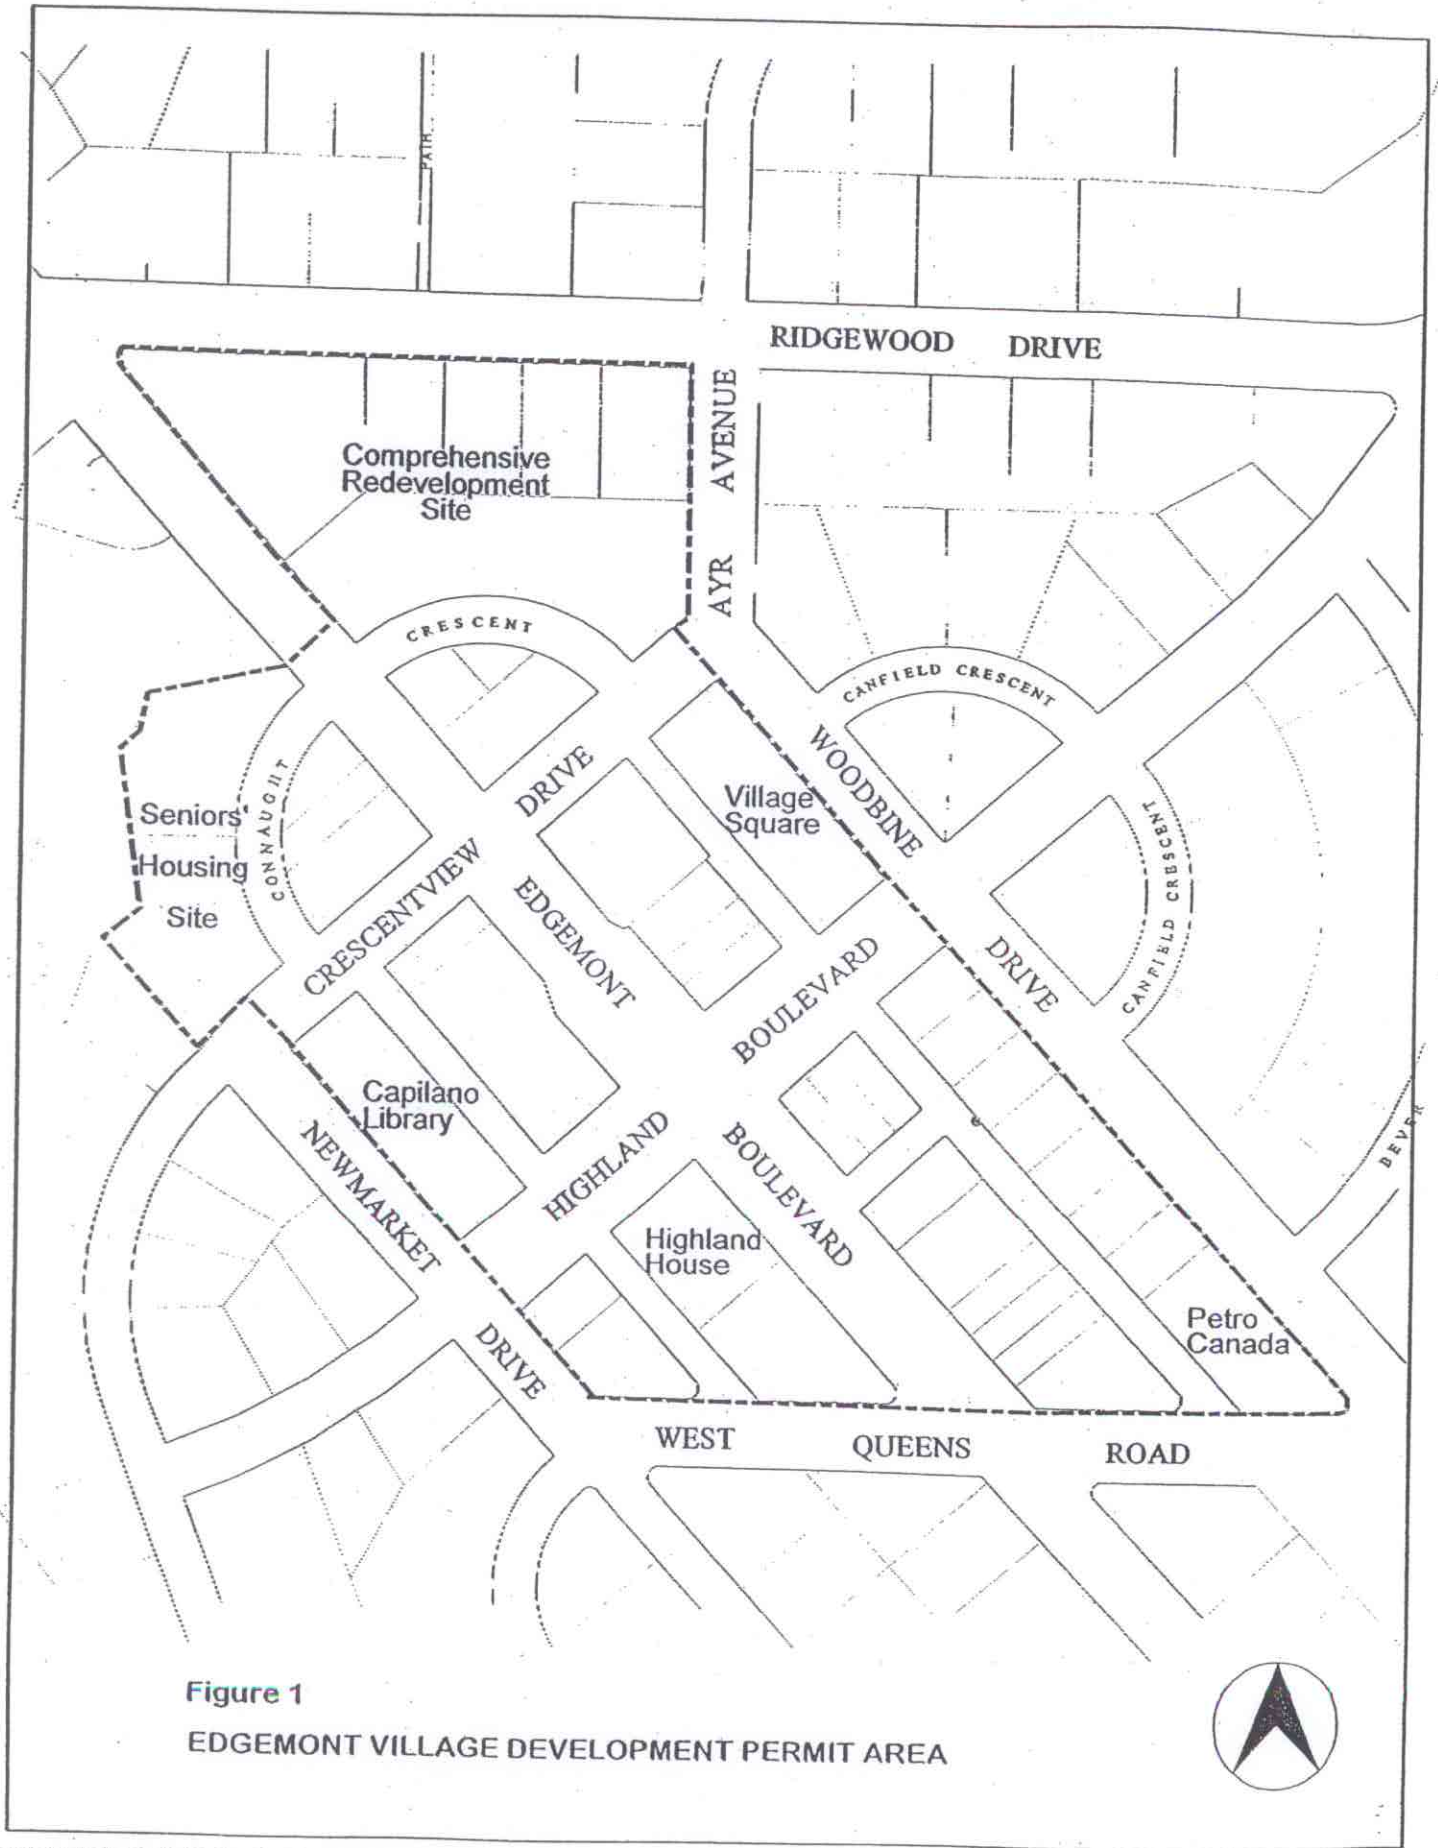 PATH
RIDGEWOOD DRIVE
AYR AVENUE
Comprehensive
Redevelopment
Site
CRESCENT
CANFIELD CRESCENT
WOODBINE
DRIVE
Village
Square
DRIVE
CRESCENTVIEW
CONNAUGHT
Seniors'
Housing
Site
EDGEMONT
BOULEVARD
CANFIELD CRESCENT
DRIVE
Capilano
Library
NEWMARKET
HIGHLAND
BOULEVARD
Highland
House
DRIVE
Petro
Canada
BEVER
WEST QUEENS ROAD
Figure 1
EDGEMONT VILLAGE DEVELOPMENT PERMIT AREA